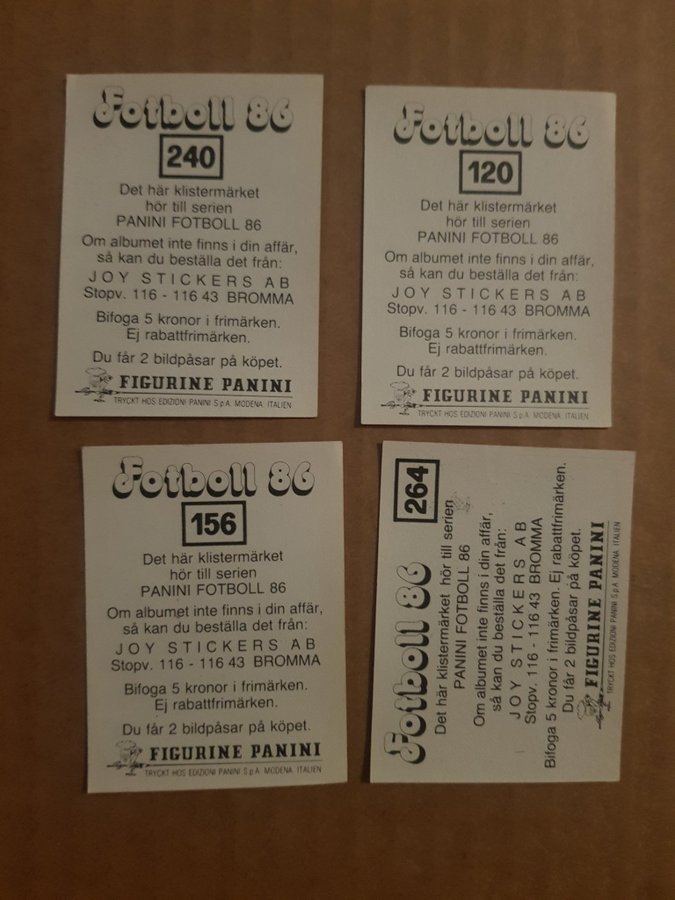 Fotboll 86
240
Det här klistermärket
hör till serien
PANINI FOTBOLL 86
Om albumet inte finns i din affär,
så kan du beställa det från:
JOY STICKERS AB
Stopv. 116 - 116 43 BROMMA
Bifoga 5 kronor i frimärken.
Ej rabattfrimärken.
Du får 2 bildpåsar på köpet.
FIGURINE PANINI
TRYCKT HOS EDIZIONI PANINI S.p.A. MODENA. ITALIEN
Fotboll 86
120
Det här klistermärket
hör till serien
PANINI FOTBOLL 86
Om albumet inte finns i din affär,
så kan du beställa det från:
JOY STICKERS AB
Stopv. 116 - 116 43 BROMMA
Bifoga 5 kronor i frimärken.
Ej rabattfrimärken.
Du får 2 bildpåsar på köpet.
FIGURINE PANINI
TRYCKT HOS EDIZIONI PANINI S.p.A. MODENA. ITALIEN
Fotboll 86
156
Det här klistermärket
hör till serien
PANINI FOTBOLL 86
Om albumet inte finns i din affär,
så kan du beställa det från:
JOY STICKERS AB
Stopv. 116 - 116 43 BROMMA
Bifoga 5 kronor i frimärken.
Ej rabattfrimärken.
Du får 2 bildpåsar på köpet.
FIGURINE PANINI
TRYCKT HOS EDIZIONI PANINI S.p.A. MODENA. ITALIEN
Fotboll 86 264
Det här klistermärket hör till serien
PANINI FOTBOLL 86
Om albumet inte finns i din affär,
så kan du beställa det från:
JOY STICKERS AB
Stopv. 116 - 116 43 BROMMA
Bifoga 5 kronor i frimärken. Ej rabattfrimärken.
Du får 2 bildpåsar på köpet.
FIGURINE PANINI
TRYCKT HOS EDIZIONI PANINI S.p.A. MODENA. ITALIEN